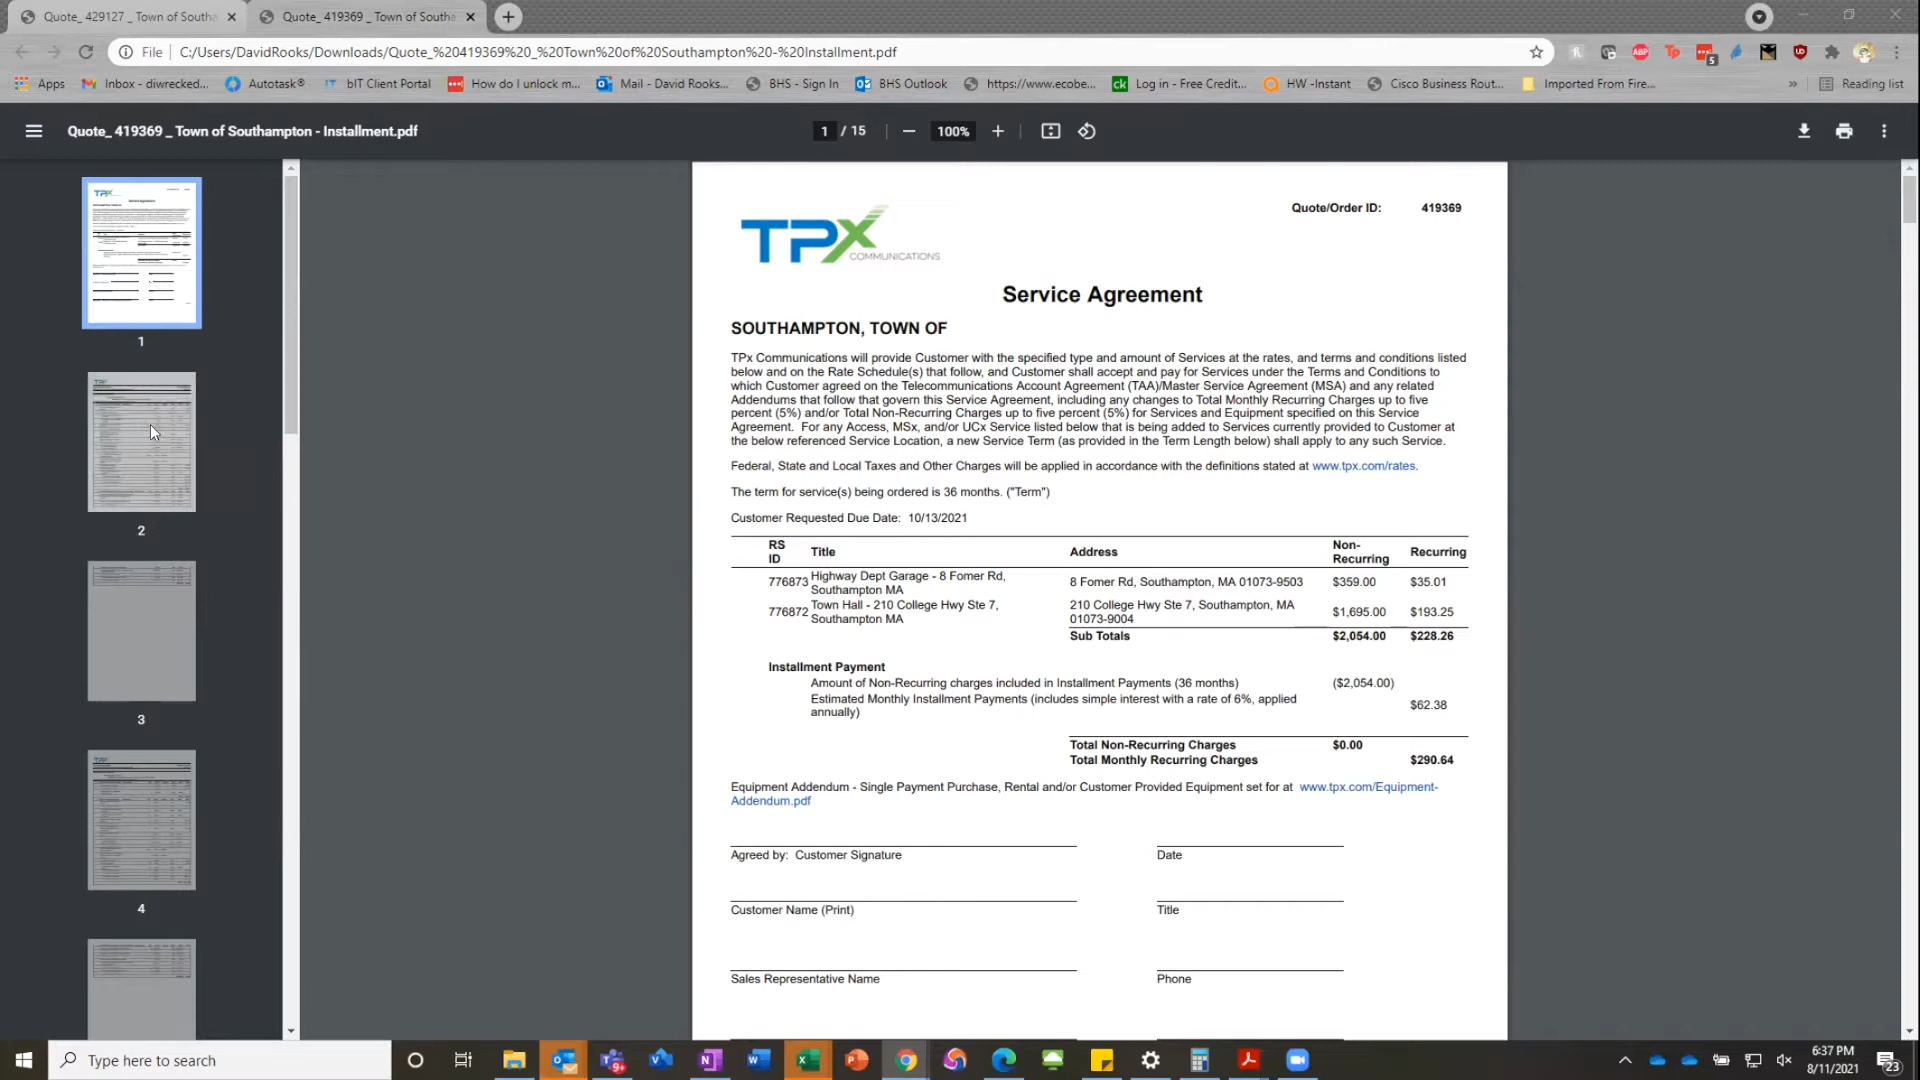 Quote_ 429127 _ Town of Southa
Quote_ 419369 _ Town of Southa
File
C:/Users/DavidRooks/Downloads/Quote_%20419369%20_%20Town%20of%20Southampton%20-%20Installment.pdf
ABP
TP
5
Apps
Inbox - diwrecked...
Autotask®
bIT Client Portal
How do I unlock m...
Mail - David Rooks...
BHS - Sign In
BHS Outlook
https://www.ecobe...
ck
Log in - Free Credit...
HW -Instant
Cisco Business Rout...
Imported From Fire...
»
Reading list
Quote_ 419369 _ Town of Southampton - Installment.pdf
1 / 15
100%
1
2
3
4
TPx
COMMUNICATIONS
Quote/Order ID: 419369
Service Agreement
SOUTHAMPTON, TOWN OF
TPx Communications will provide Customer with the specified type and amount of Services at the rates, and terms and conditions listed
below and on the Rate Schedule(s) that follow, and Customer shall accept and pay for Services under the Terms and Conditions to
which Customer agreed on the Telecommunications Account Agreement (TAA)/Master Service Agreement (MSA) and any related
Addendums that follow that govern this Service Agreement, including any changes to Total Monthly Recurring Charges up to five
percent (5%) and/or Total Non-Recurring Charges up to five percent (5%) for Services and Equipment specified on this Service
Agreement. For any Access, MSx, and/or UCx Service listed below that is being added to Services currently provided to Customer at
the below referenced Service Location, a new Service Term (as provided in the Term Length below) shall apply to any such Service.
Federal, State and Local Taxes and Other Charges will be applied in accordance with the definitions stated at www.tpx.com/rates.
The term for service(s) being ordered is 36 months. ("Term")
Customer Requested Due Date: 10/13/2021
RS
ID
Title
Address
Non-
Recurring
Recurring
776873
Highway Dept Garage - 8 Fomer Rd,
Southampton MA
8 Fomer Rd, Southampton, MA 01073-9503
$359.00
$35.01
776872
Town Hall - 210 College Hwy Ste 7,
Southampton MA
210 College Hwy Ste 7, Southampton, MA
01073-9004
$1,695.00
$193.25
Sub Totals
$2,054.00
$228.26
Installment Payment
Amount of Non-Recurring charges included in Installment Payments (36 months)
($2,054.00)
Estimated Monthly Installment Payments (includes simple interest with a rate of 6%, applied
annually)
$62.38
Total Non-Recurring Charges
$0.00
Total Monthly Recurring Charges
$290.64
Equipment Addendum - Single Payment Purchase, Rental and/or Customer Provided Equipment set for at www.tpx.com/Equipment-
Addendum.pdf
Agreed by: Customer Signature
Date
Customer Name (Print)
Title
Sales Representative Name
Phone
Type here to search
6:37 PM
8/11/2021
23